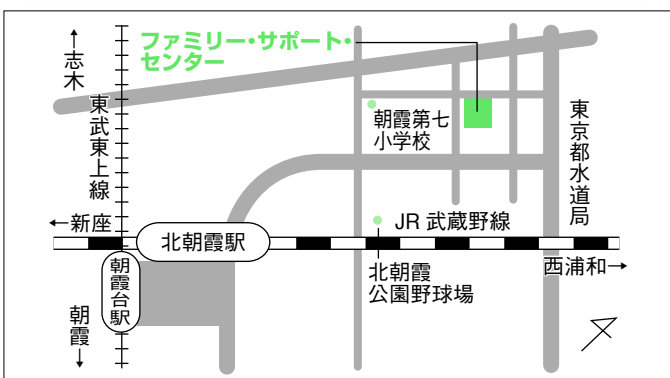 ファミリー・サポート・
センター
↑志木
東武東上線
朝霞第七
小学校
東京都水道局
←新座
北朝霞駅
JR 武蔵野線
朝霞台駅
北朝霞
公園野球場
西浦和→
朝霞↓